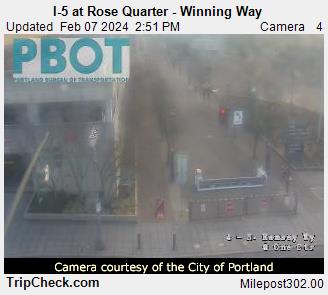 I-5 at Rose Quarter - Winning Way
Updated Feb 07 2024 2:51 PM Camera 4
PBOT
PORTLAND BUREAU OF TRANSPORTATION
Camera courtesy of the City of Portland
TripCheck.com Milepost302.00